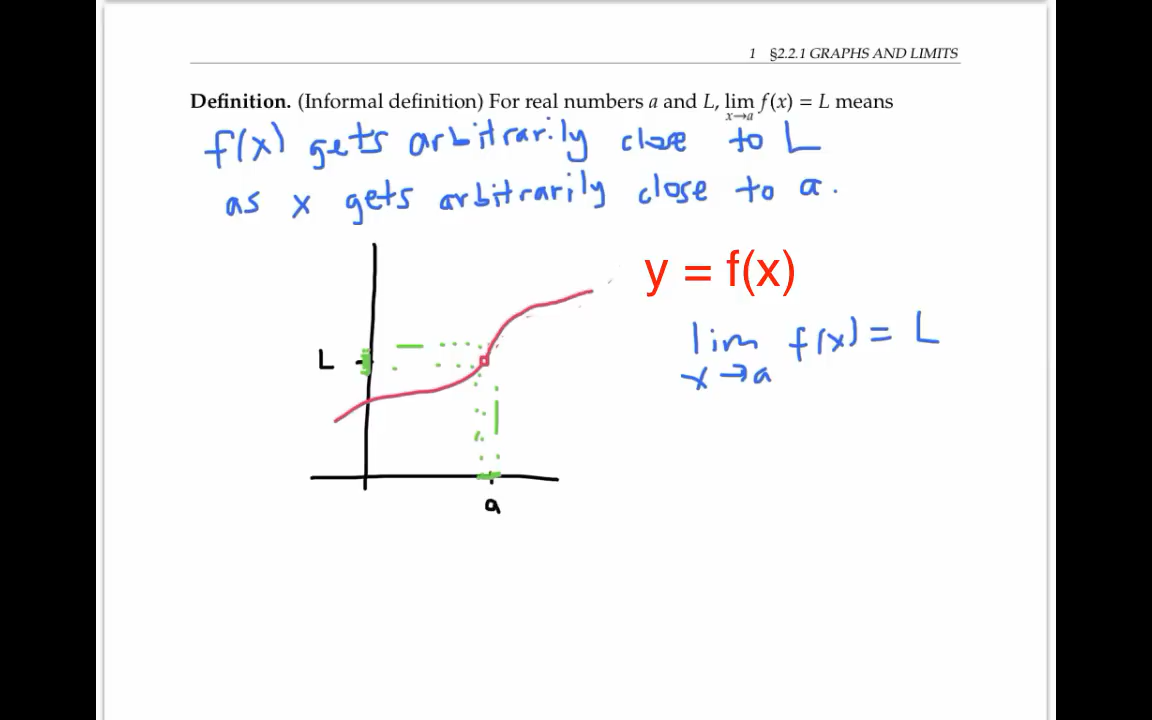 1 §2.2.1 GRAPHS AND LIMITS
Definition. (Informal definition) For real numbers a and L, lim f(x) = L means
x→a
f(x) gets arbitrarily close to L
as x gets arbitrarily close to a.
y = f(x)
lim f(x) = L
x→a
L
a